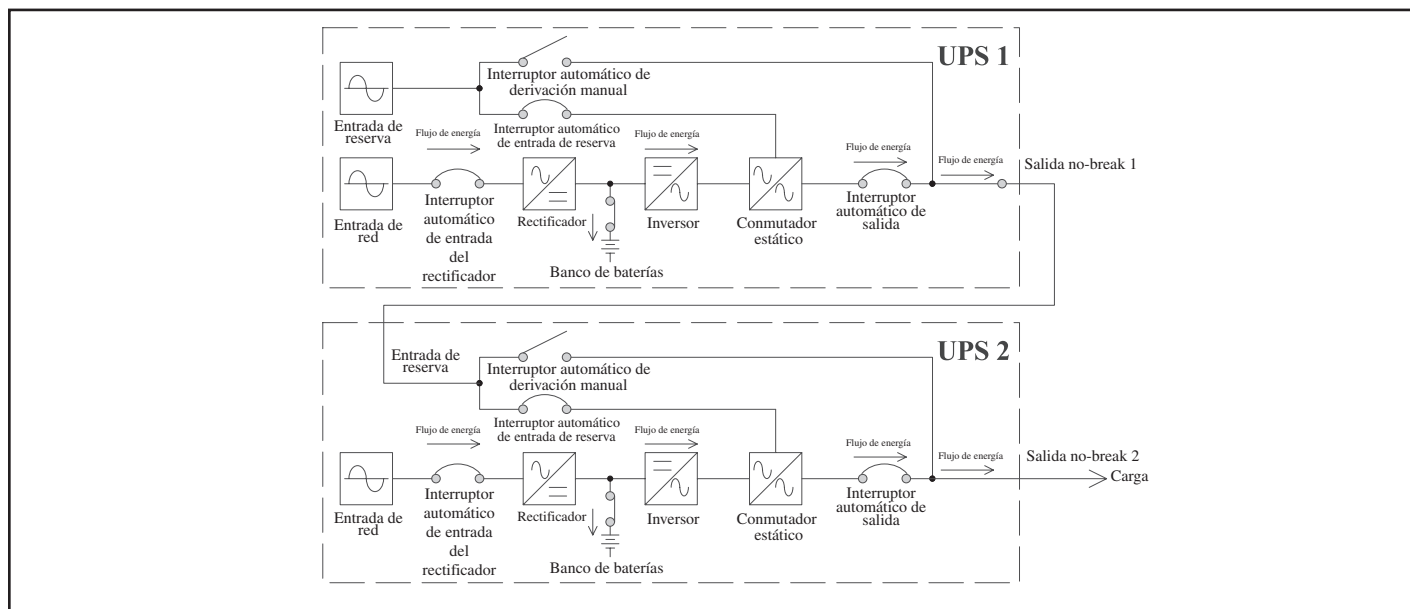 UPS 1
Interruptor automático de
derivación manual
Entrada de
reserva
Flujo de energía
Interruptor automático
de entrada de reserva
Flujo de energía
Flujo de energía
Flujo de energía
Salida no-break 1
Entrada de
red
Interruptor
automático
de entrada
del
rectificador
Rectificador
Inversor
Conmutador
estático
Interruptor
automático de
salida
Banco de baterías
UPS 2
Entrada de
reserva
Interruptor automático de
derivación manual
Flujo de energía
Interruptor automático
de entrada de reserva
Flujo de energía
Flujo de energía
Flujo de energía
Salida no-break 2
Carga
Entrada de
red
Interruptor
automático
de entrada
del
rectificador
Rectificador
Inversor
Conmutador
estático
Interruptor
automático de
salida
Banco de baterías